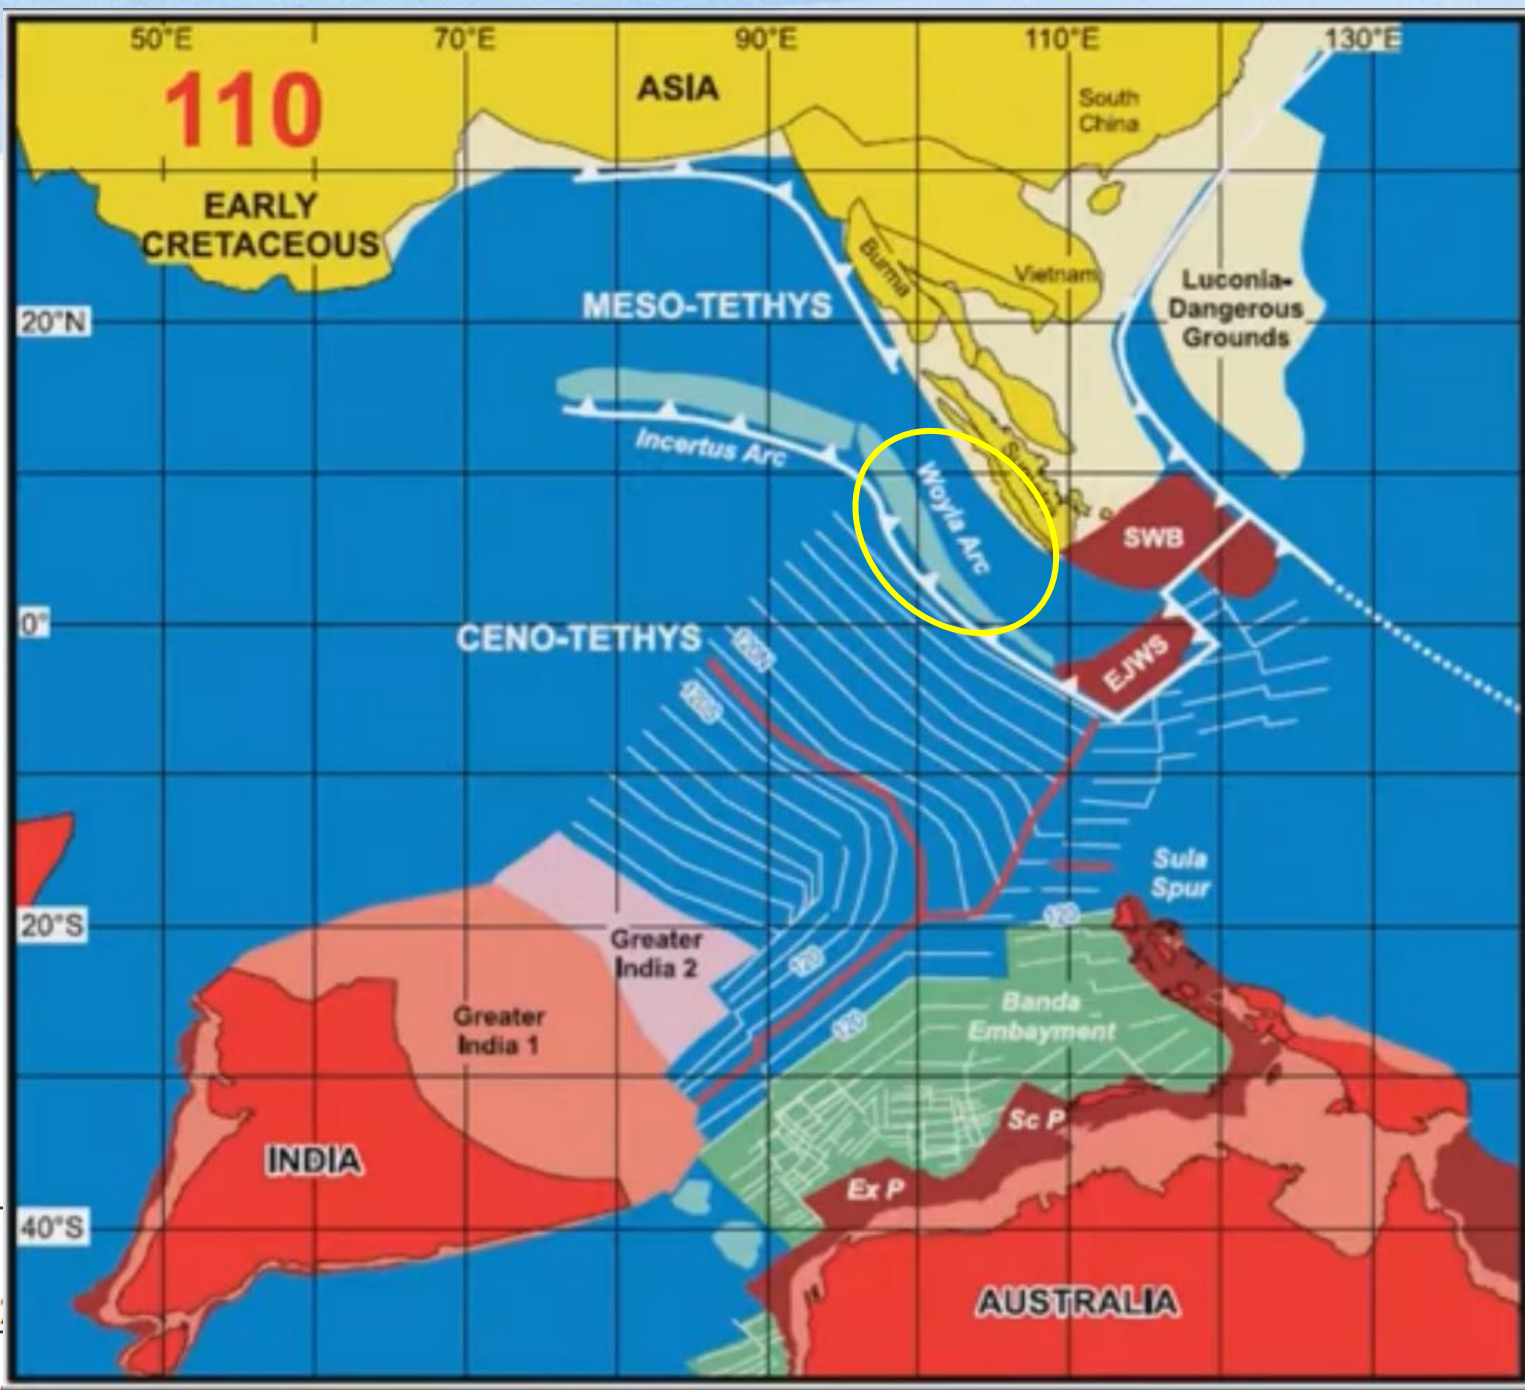 50°E
70°E
90°E
110°E
130°E
110
ASIA
South
China
EARLY
CRETACEOUS
Burma
Vietnam
Luconia-
Dangerous
Grounds
MESO-TETHYS
20°N
Incertus Arc
Woyla Arc
SWB
0°
CENO-TETHYS
120N
EJWS
120S
Sula
Spur
120
20°S
Greater
India 2
120
Banda
Embayment
Greater
India 1
120
Sc P
INDIA
Ex P
40°S
AUSTRALIA